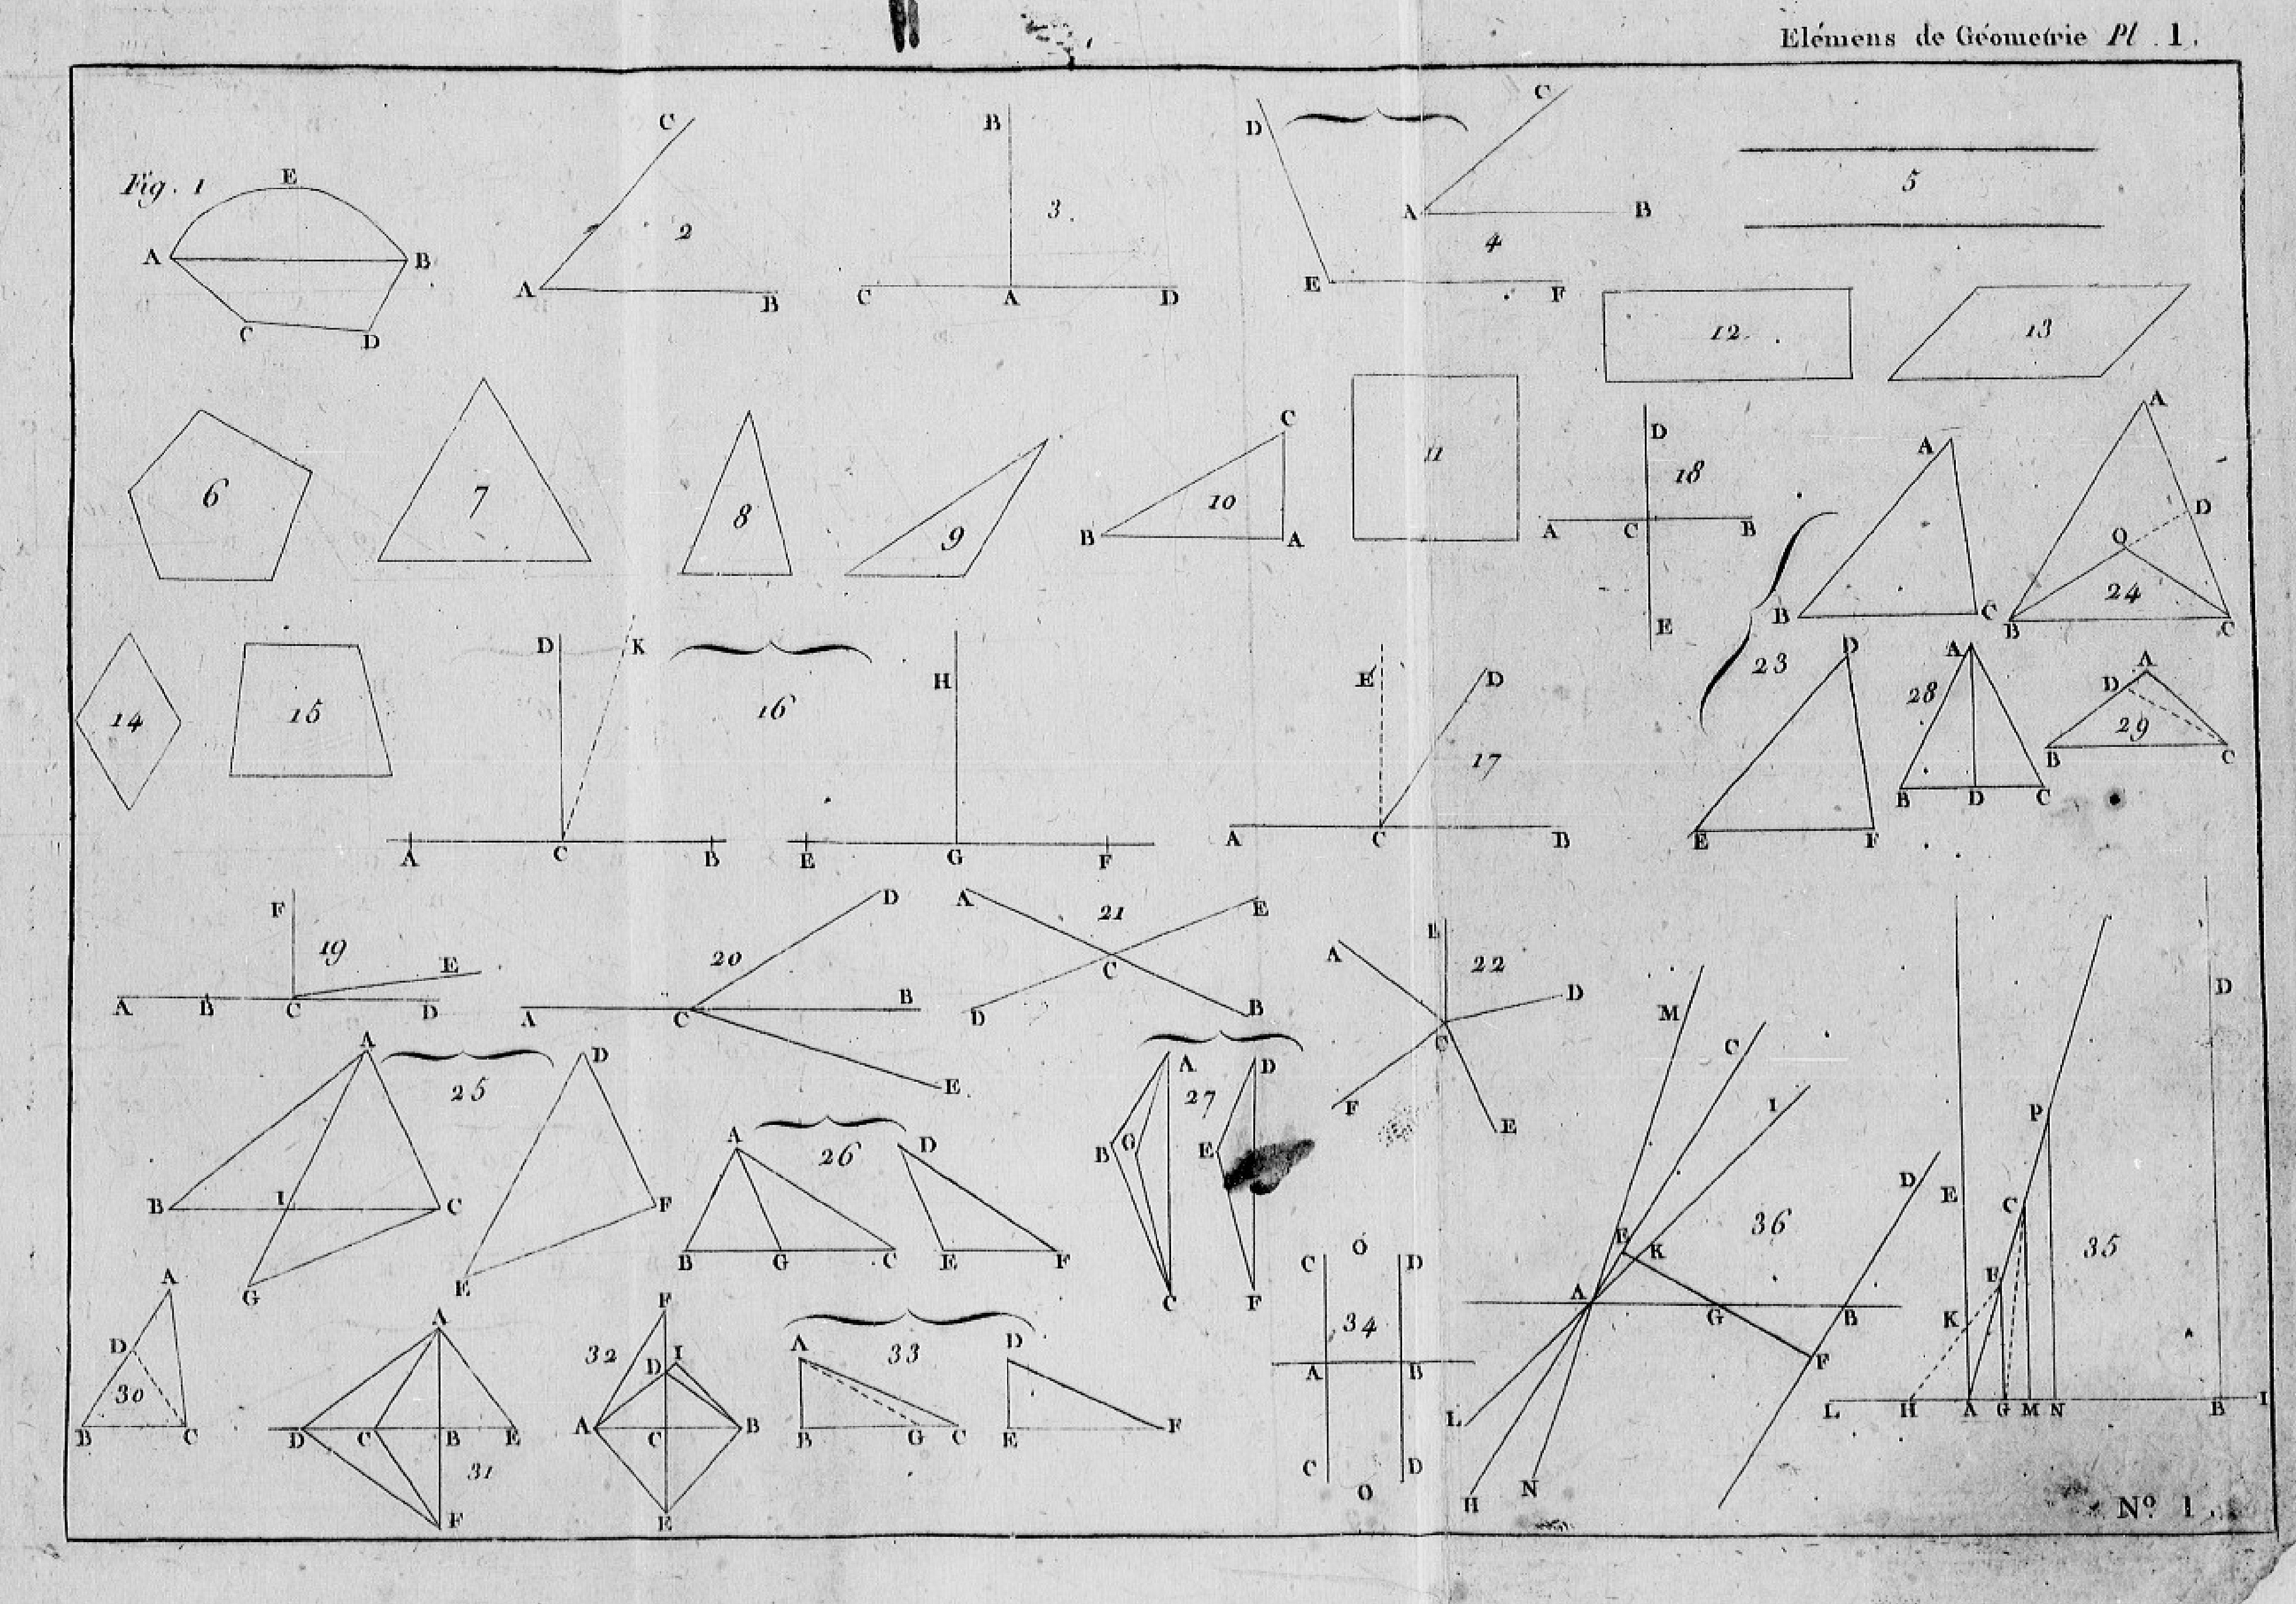 Elémens de Géometrie Pl. 1.
Fig. 1
E
A B
C D
C
2
A B
B
3.
C A D
D C
A B
4
E F
5
6
7
8
9
C
10
B A
11
12
13
D
18
A C B
E
A
B C
23
D
E F
A
D
O
24
B C
14
15
D K
16
H
A C B
E G F
E D
17
A C B
A
28
B D C
A
D
29
B C
F
19
E
A B C D
D
20
B
A C
E
A E
21
C
D B
A
22
D
C
F E
A D
25
B I C F
G E
A D
26
B G C E F
A D
27
B G E
C F
M
C
I
D
E K
36
A G B
F
L
H N
D
E P
C
F
35
K
L H A G M N B I
A
D
30
B C
A
D C B E
31
F
F
32
D I
A C B
E
A D
33
B G C E F
O
C D
34
A B
C D
O
Nº 1.